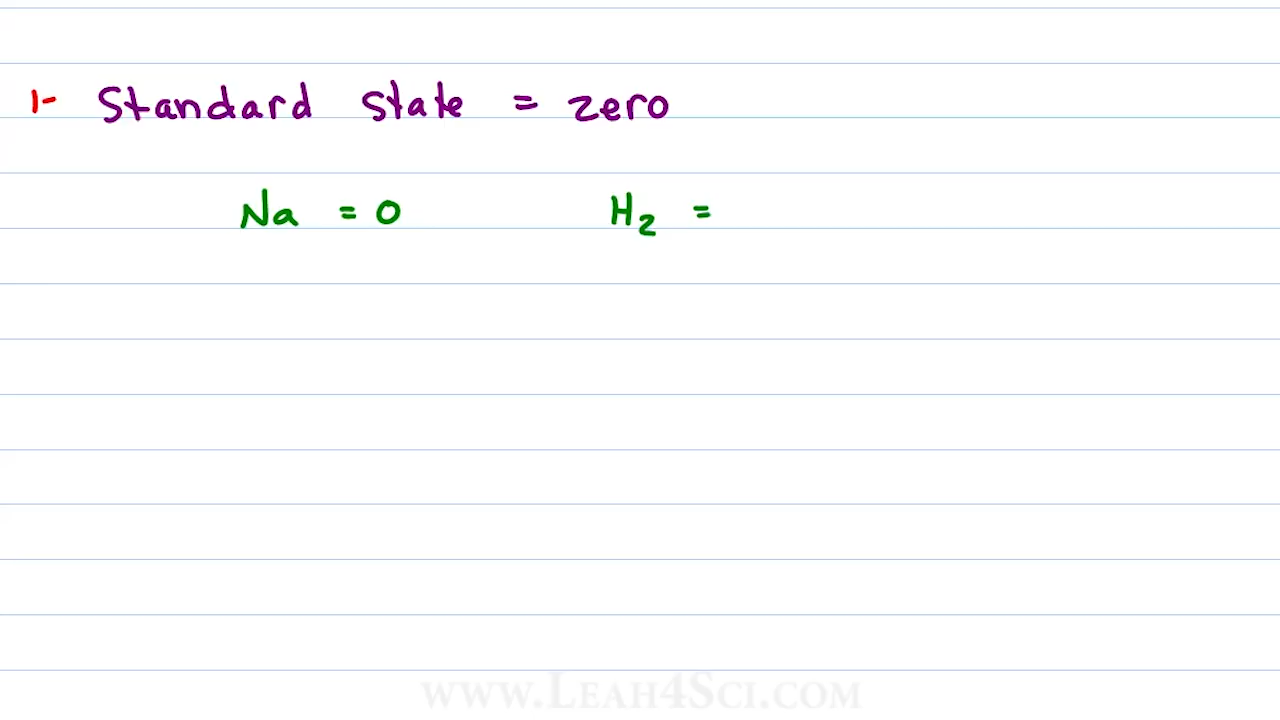 1- Standard state = zero
Na = 0 H₂ =
www.Leah4Sci.com